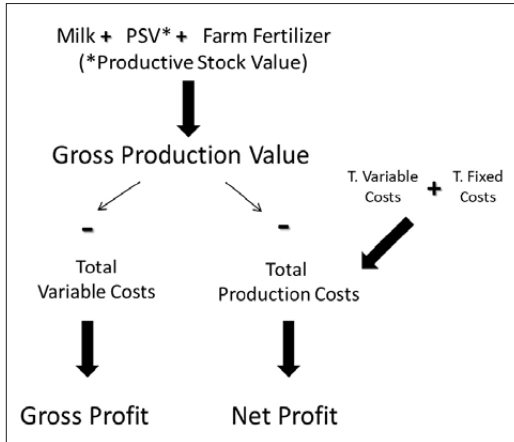 Milk + PSV* + Farm Fertilizer
(*Productive Stock Value)
Gross Production Value
T. Variable Costs + T. Fixed Costs
- -
Total Variable Costs
Total Production Costs
Gross Profit
Net Profit